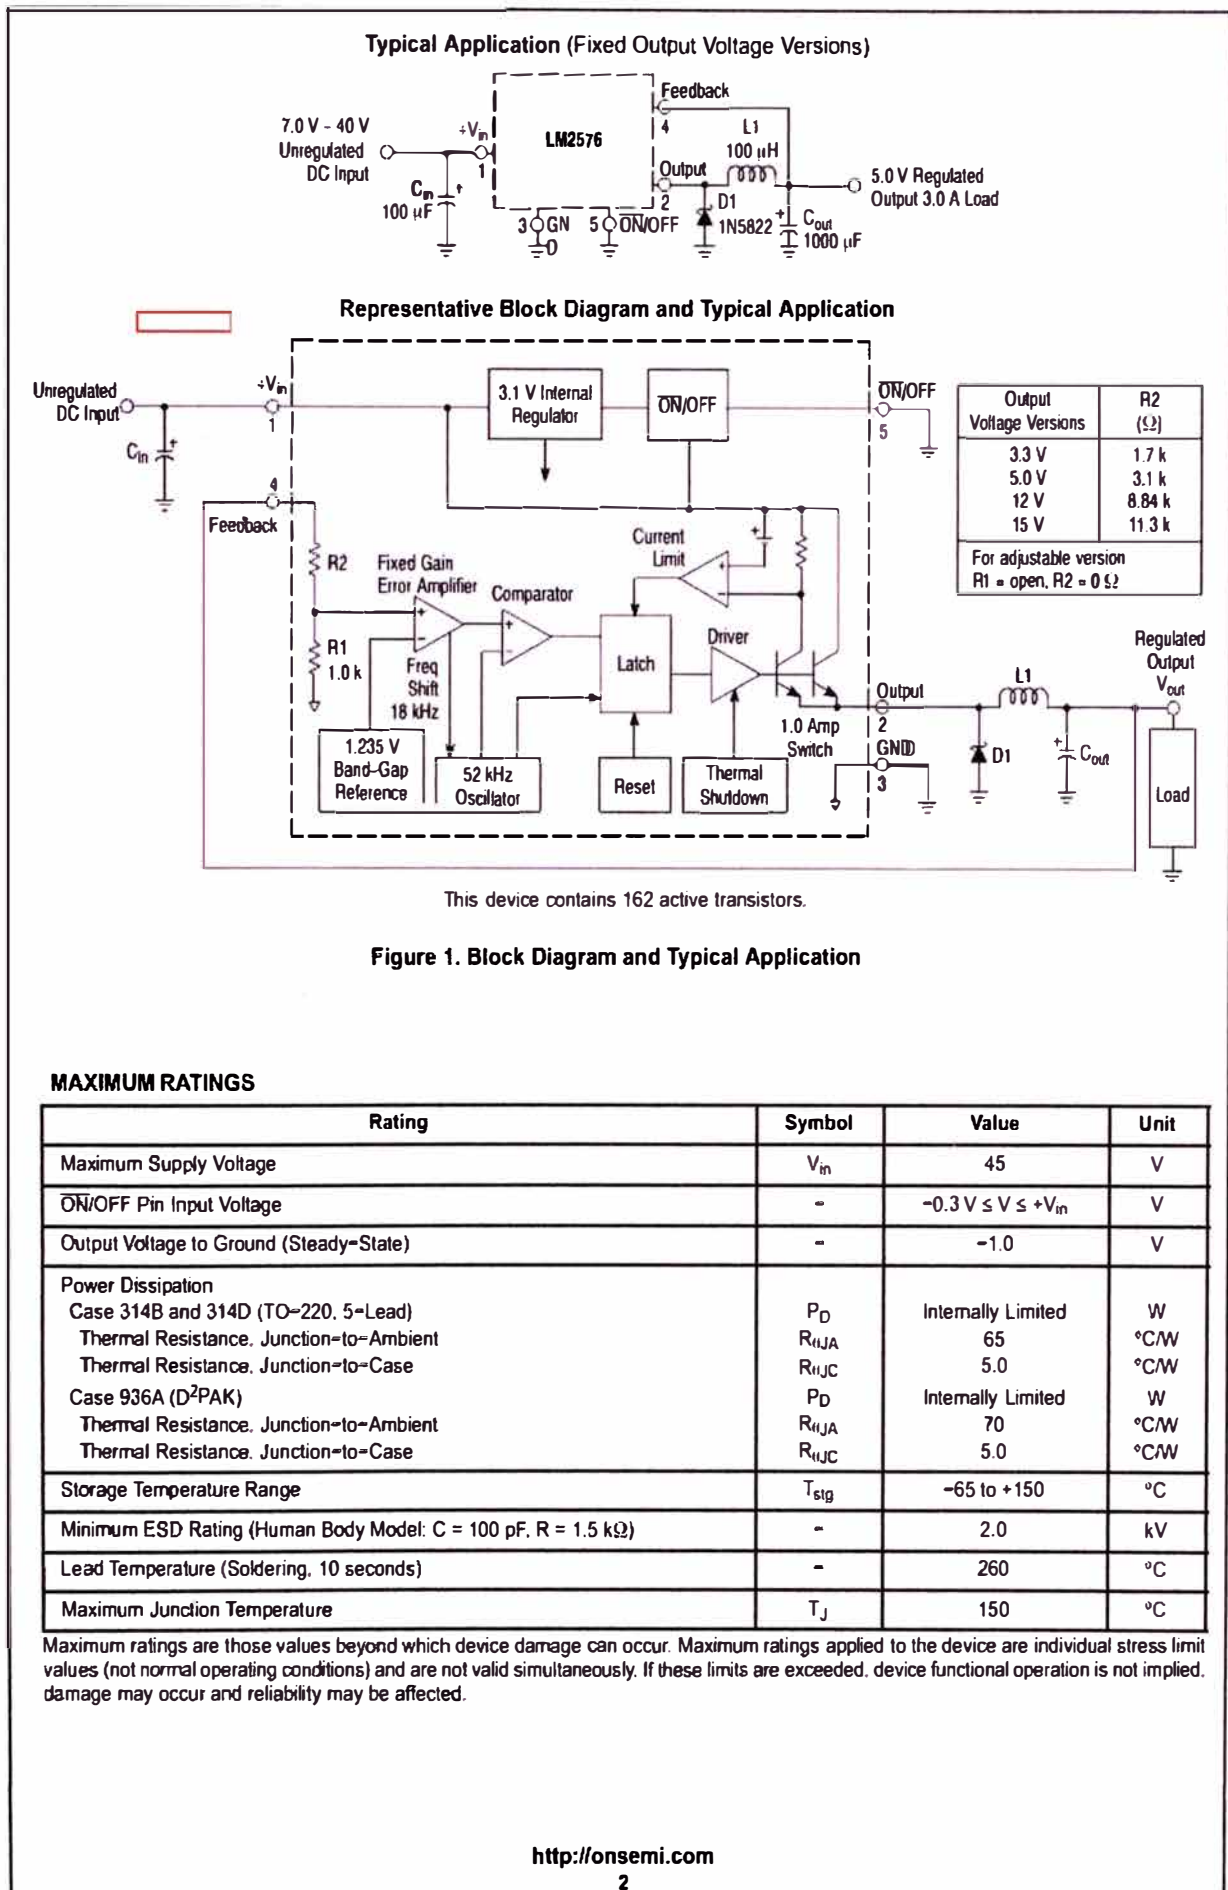 Typical Application (Fixed Output Voltage Versions)
Feedback
7.0 V - 40 V
Unregulated
DC Input
+Vin
1
LM2576
4
L1
100 µH
Output
2
5.0 V Regulated
Output 3.0 A Load
Cin
100 µF
3
GN
D
5
ON/OFF
D1
1N5822
Cout
1000 µF
Representative Block Diagram and Typical Application
Unregulated
DC Input
+Vin
1
Cin
3.1 V Internal
Regulator
ON/OFF
ON/OFF
5
Output
Voltage Versions
R2
(Ω)
3.3 V 1.7 k
5.0 V 3.1 k
12 V 8.84 k
15 V 11.3 k
For adjustable version
R1 = open, R2 = 0 Ω
4
Feedback
R2
Fixed Gain
Error Amplifier
Comparator
Current
Limit
R1
1.0 k
Freq
Shift
18 kHz
Latch
Driver
Output
2
1.0 Amp
Switch
GND
3
L1
Regulated
Output
Vout
D1
Cout
Load
1.235 V
Band-Gap
Reference
52 kHz
Oscillator
Reset
Thermal
Shutdown
This device contains 162 active transistors.
Figure 1. Block Diagram and Typical Application
MAXIMUM RATINGS
Rating Symbol Value Unit
Maximum Supply Voltage Vin 45 V
ON/OFF Pin Input Voltage - -0.3 V ≤ V ≤ +Vin V
Output Voltage to Ground (Steady-State) - -1.0 V
Power Dissipation
Case 314B and 314D (TO-220, 5-Lead) PD Internally Limited W
Thermal Resistance, Junction-to-Ambient RθJA 65 °C/W
Thermal Resistance, Junction-to-Case RθJC 5.0 °C/W
Case 936A (D2PAK) PD Internally Limited W
Thermal Resistance, Junction-to-Ambient RθJA 70 °C/W
Thermal Resistance, Junction-to-Case RθJC 5.0 °C/W
Storage Temperature Range Tstg -65 to +150 °C
Minimum ESD Rating (Human Body Model: C = 100 pF, R = 1.5 kΩ) - 2.0 kV
Lead Temperature (Soldering, 10 seconds) - 260 °C
Maximum Junction Temperature TJ 150 °C
Maximum ratings are those values beyond which device damage can occur. Maximum ratings applied to the device are individual stress limit
values (not normal operating conditions) and are not valid simultaneously. If these limits are exceeded, device functional operation is not implied,
damage may occur and reliability may be affected.
http://onsemi.com
2